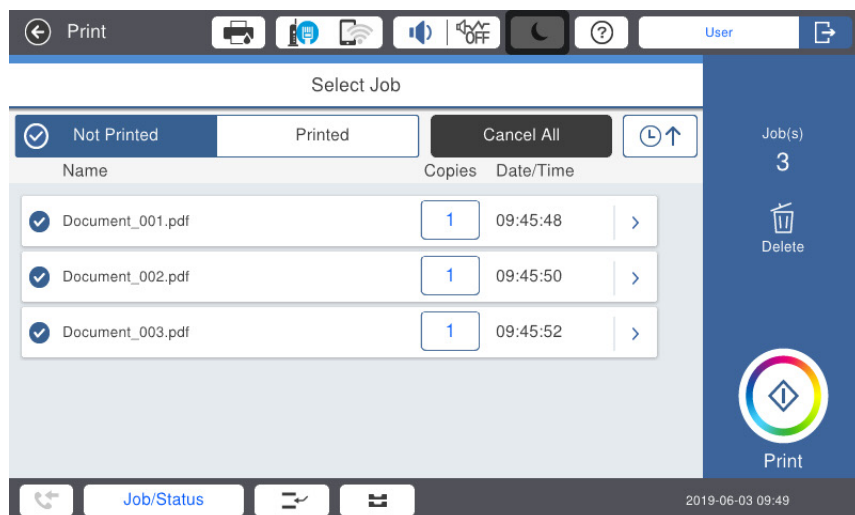 Print
OFF
?
User
Select Job
Not Printed
Printed
Cancel All
Name
Copies
Date/Time
Document_001.pdf
1
09:45:48
Document_002.pdf
1
09:45:50
Document_003.pdf
1
09:45:52
Job(s)
3
Delete
Print
Job/Status
2019-06-03 09:49